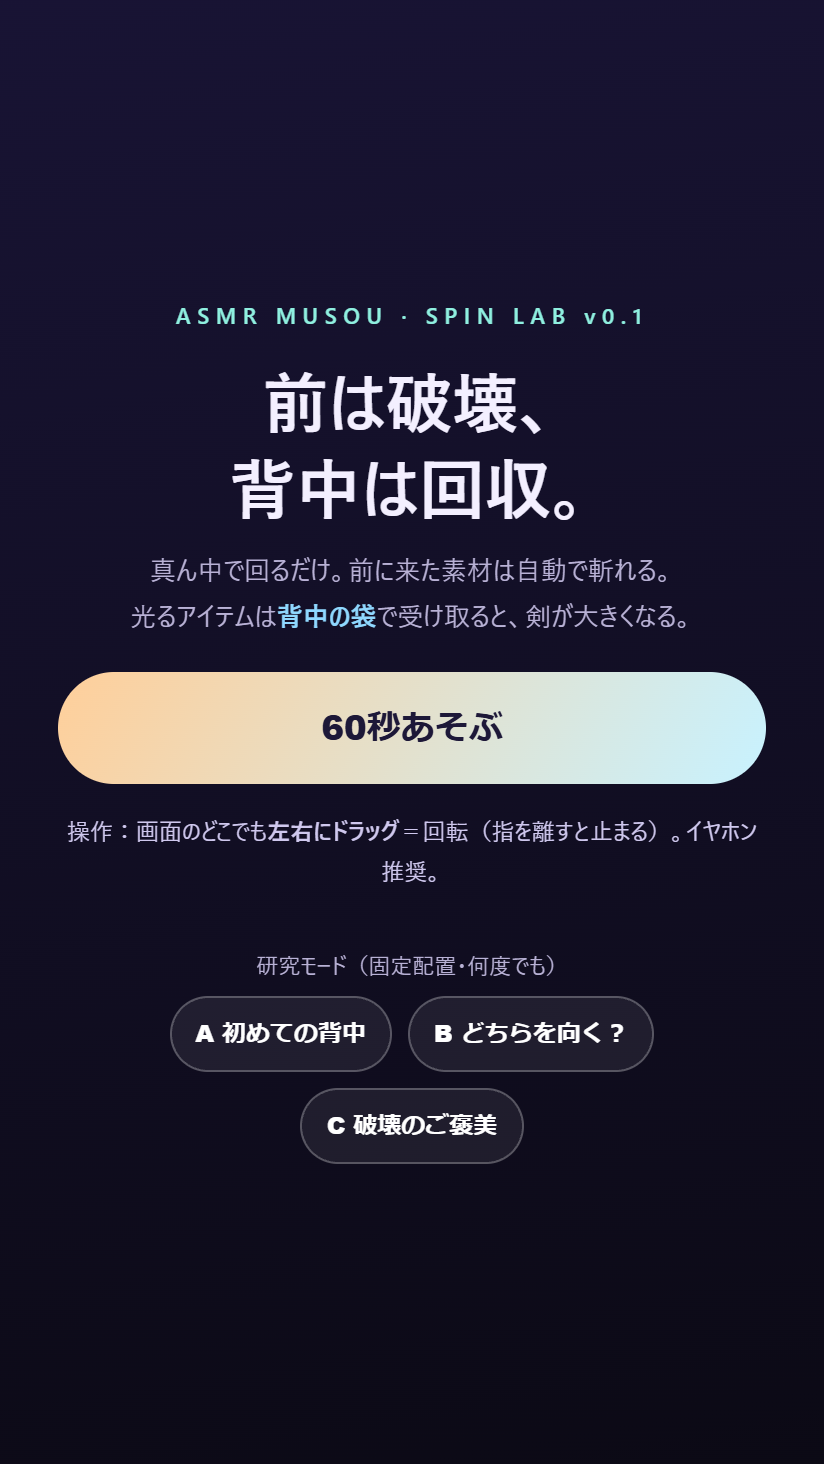 ASMR MUSOU · SPIN LAB v0.1
前は破壊、
背中は回収。
真ん中で回るだけ。前に来た素材は自動で斬れる。
光るアイテムは背中の袋で受け取ると、剣が大きくなる。
60秒あそぶ
操作：画面のどこでも左右にドラッグ＝回転（指を離すと止まる）。イヤホン
推奨。
研究モード（固定配置・何度でも）
A 初めての背中
B どちらを向く？
C 破壊のご褒美